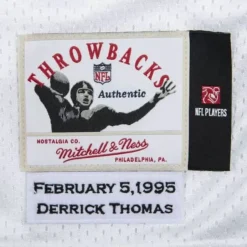 THROWBACKS
NFL
Authentic
NOSTALGIA CO.
Mitchell & Ness
PHILADELPHIA, PA.
NFL PLAYERS
FEBRUARY 5,1995
DERRICK THOMAS